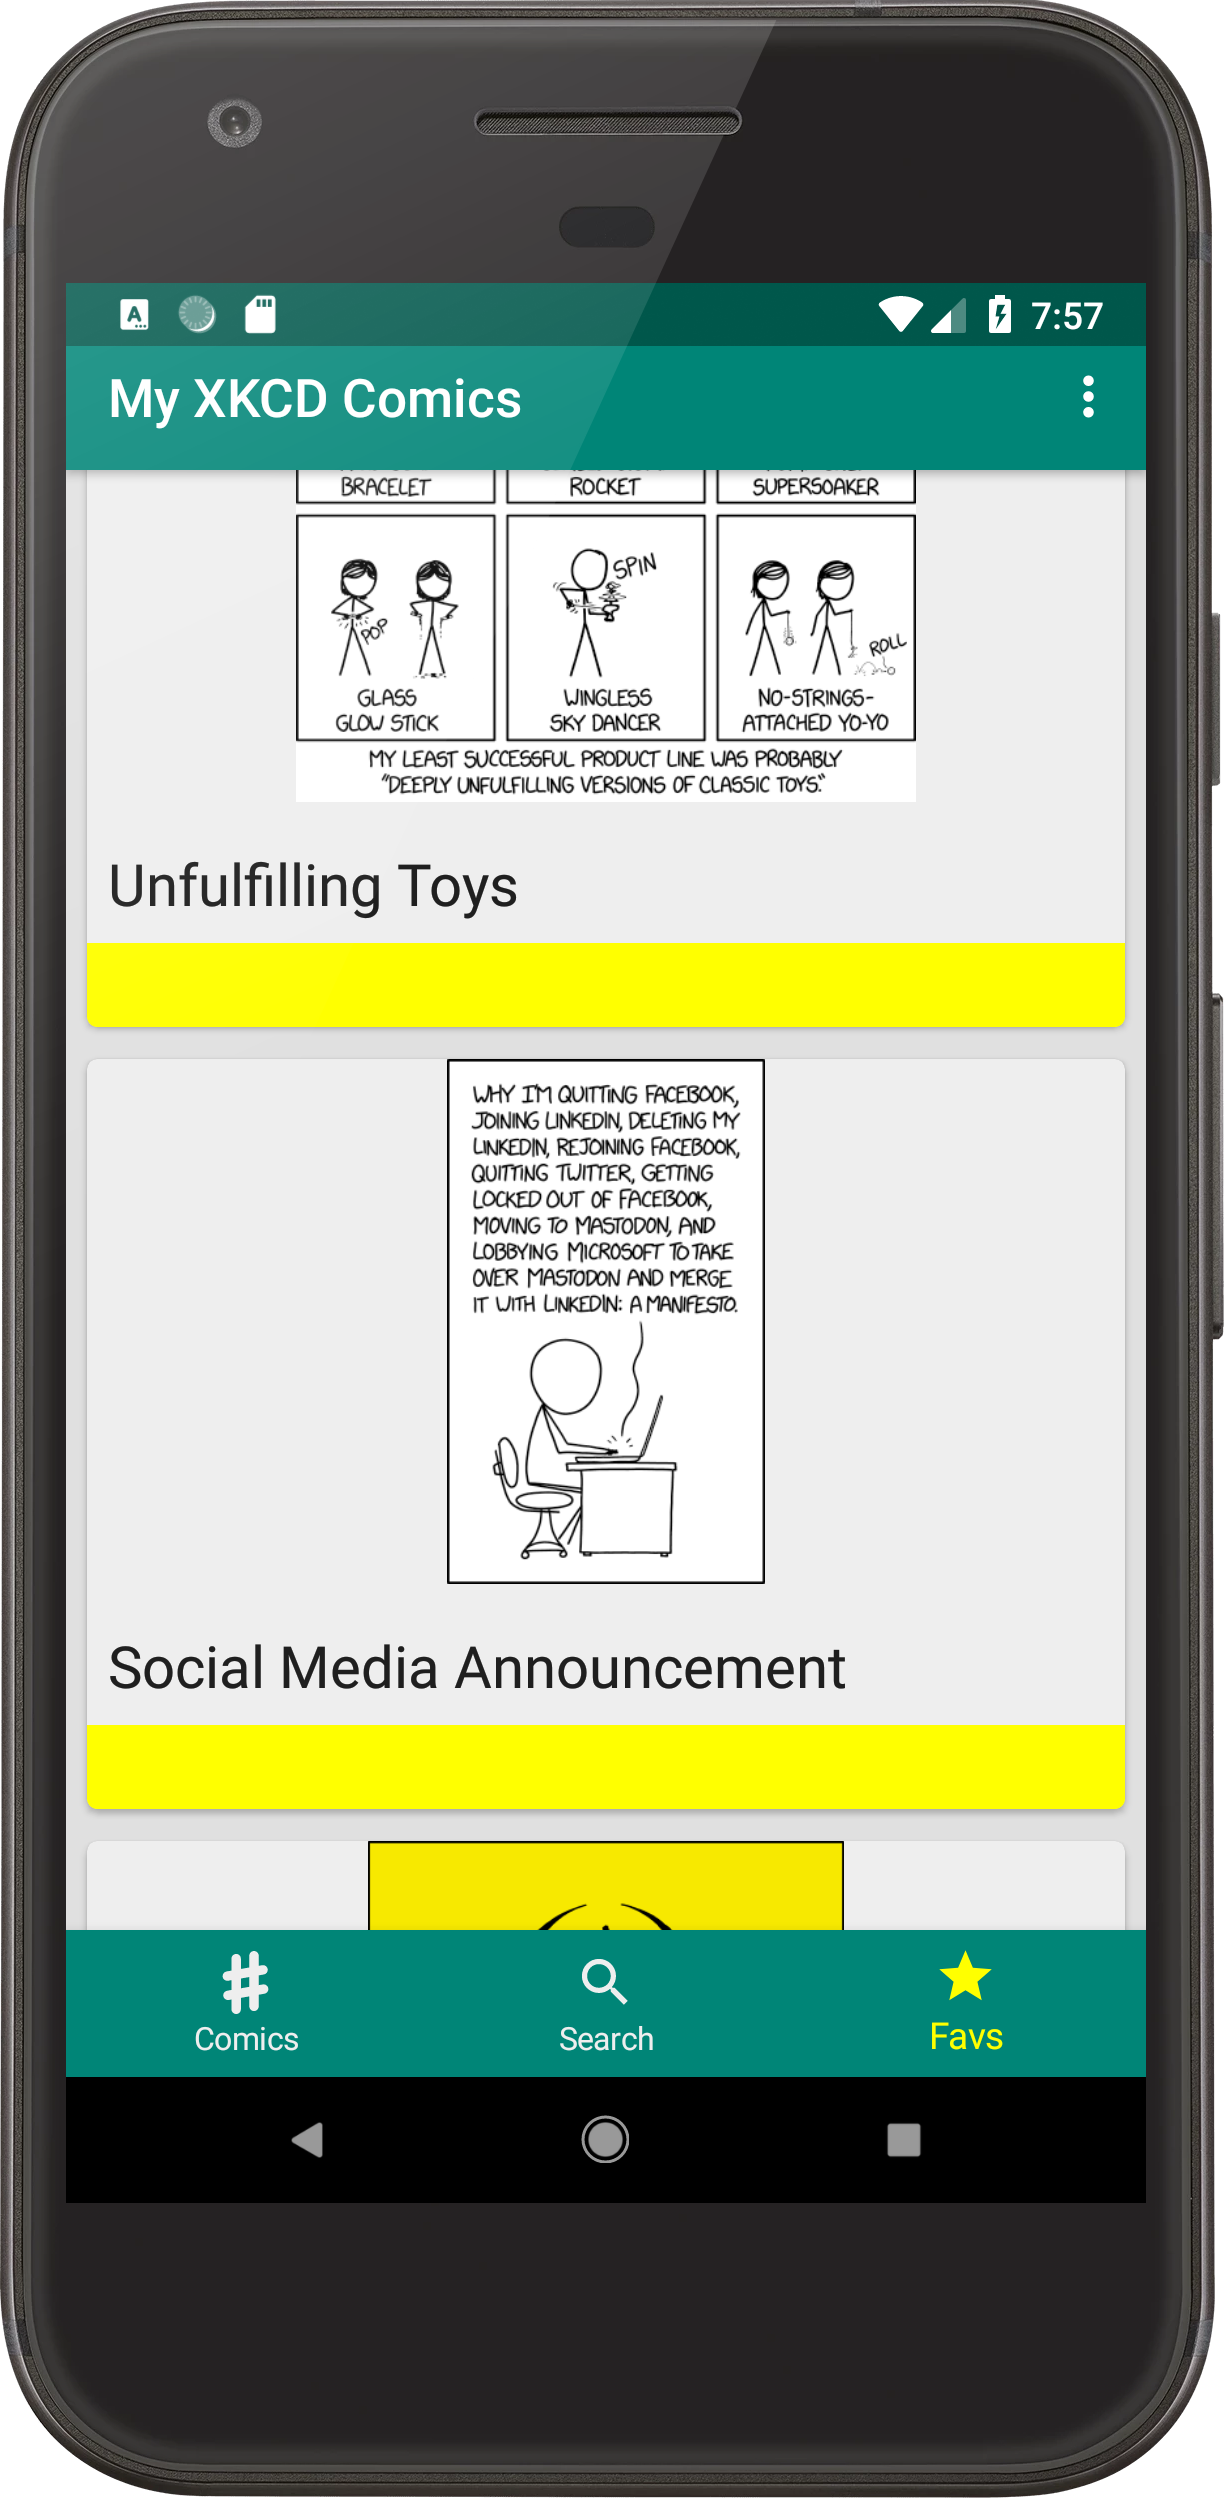 A
7:57
My XKCD Comics
BRACELET
ROCKET
SUPERSOAKER
POP
GLASS
GLOW STICK
SPIN
WINGLESS
SKY DANCER
ROLL
NO-STRINGS-
ATTACHED YO-YO
MY LEAST SUCCESSFUL PRODUCT LINE WAS PROBABLY
"DEEPLY UNFULFILLING VERSIONS OF CLASSIC TOYS."
Unfulfilling Toys
WHY I'M QUITTING FACEBOOK,
JOINING LINKEDIN, DELETING MY
LINKEDIN, REJOINING FACEBOOK,
QUITTING TWITTER, GETTING
LOCKED OUT OF FACEBOOK,
MOVING TO MASTODON, AND
LOBBYING MICROSOFT TO TAKE
OVER MASTODON AND MERGE
IT WITH LINKEDIN: A MANIFESTO.
Social Media Announcement
Comics
Search
Favs